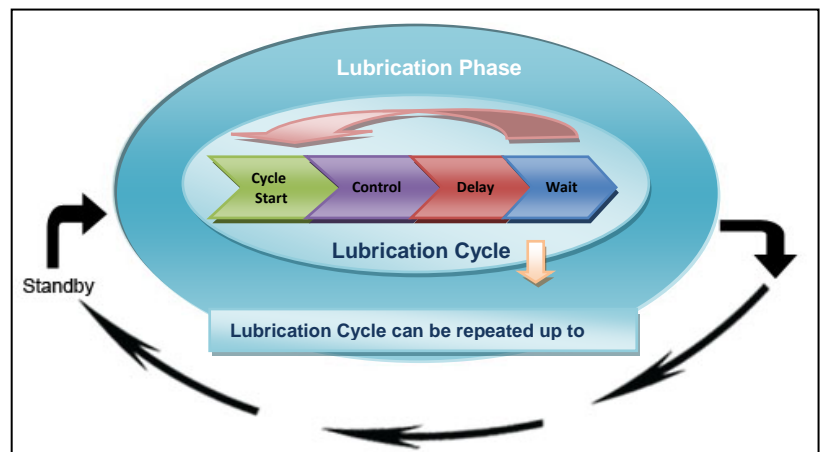 Lubrication Phase
Cycle
Start
Control
Delay
Wait
Lubrication Cycle
Standby
Lubrication Cycle can be repeated up to